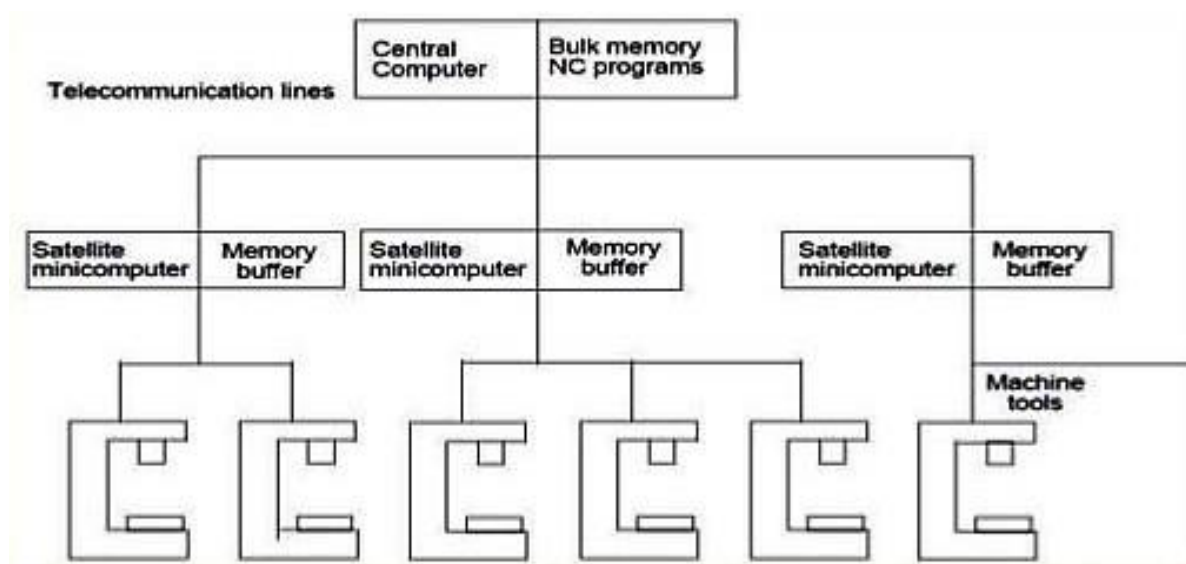 Central
Computer
Bulk memory
NC programs
Telecommunication lines
Satellite
minicomputer
Memory
buffer
Satellite
minicomputer
Memory
buffer
Satellite
minicomputer
Memory
buffer
Machine
tools